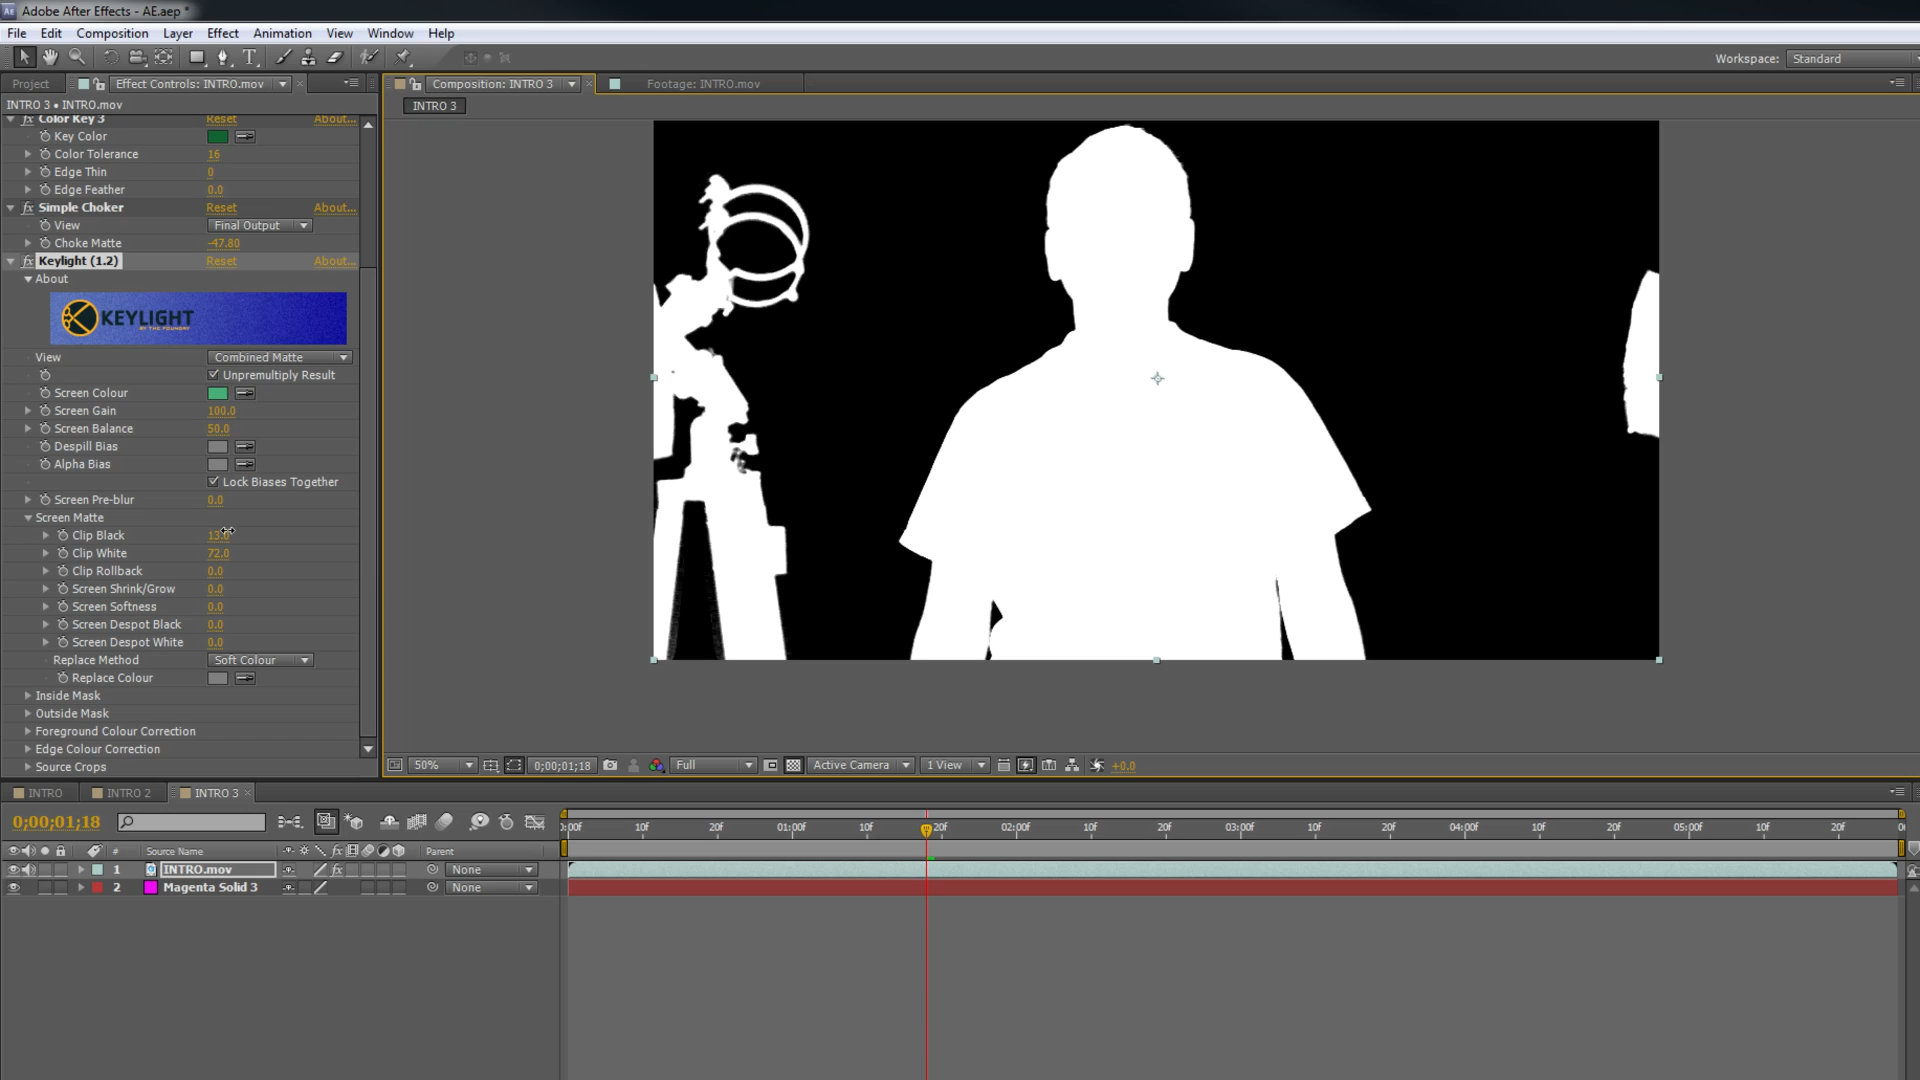 Adobe After Effects - AE.aep *
File Edit Composition Layer Effect Animation View Window Help
Workspace: Standard
Project Effect Controls: INTRO.mov Composition: INTRO 3 Footage: INTRO.mov
INTRO 3 • INTRO.mov
INTRO 3
Color Key 3 Reset About...
Key Color
Color Tolerance 16
Edge Thin 0
Edge Feather 0.0
Simple Choker Reset About...
View Final Output
Choke Matte -47.80
Keylight (1.2) Reset About...
About
KEYLIGHT
BY THE FOUNDRY
View Combined Matte
Unpremultiply Result
Screen Colour
Screen Gain 100.0
Screen Balance 50.0
Despill Bias
Alpha Bias
Lock Biases Together
Screen Pre-blur 0.0
Screen Matte
Clip Black
Clip White 72.0
Clip Rollback 0.0
Screen Shrink/Grow 0.0
Screen Softness 0.0
Screen Despot Black 0.0
Screen Despot White 0.0
Replace Method Soft Colour
Replace Colour
Inside Mask
Outside Mask
Foreground Colour Correction
Edge Colour Correction
Source Crops
50% 0;00;01;18 Full Active Camera 1 View +0.0
INTRO INTRO 2 INTRO 3
0;00;01;18
:00f 10f 20f 01:00f 10f 20f 02:00f 10f 20f 03:00f 10f 20f 04:00f 10f 20f 05:00f 10f 20f
# Source Name fx Parent
1 INTRO.mov fx None
2 Magenta Solid 3 None